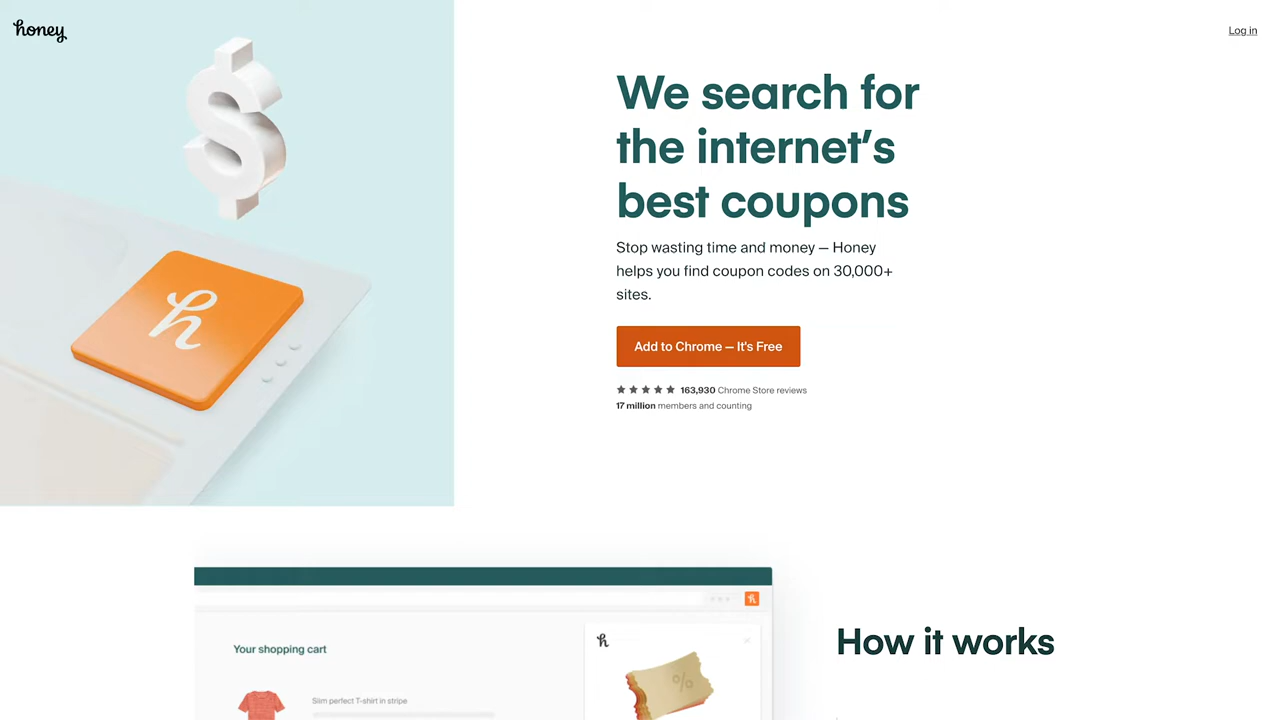 honey
Log in
We search for
the internet's
best coupons
Stop wasting time and money — Honey
helps you find coupon codes on 30,000+
sites.
Add to Chrome — It's Free
163,930 Chrome Store reviews
17 million members and counting
h
$
h
h
%
How it works
Your shopping cart
Slim perfect T-shirt in stripe